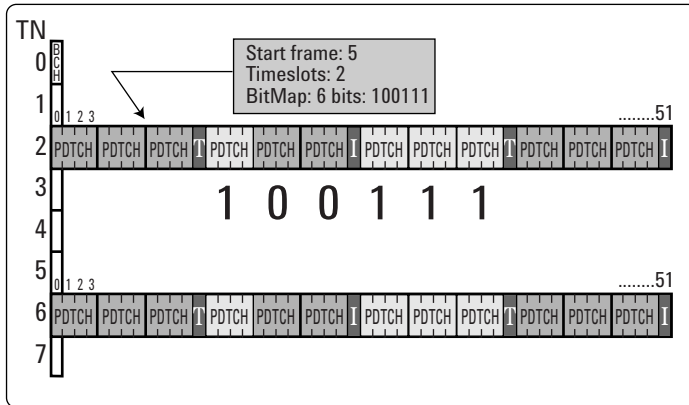 TN
0 BCH
Start frame: 5
Timeslots: 2
BitMap: 6 bits: 100111
1
0 1 2 3 ........51
2 PDTCH PDTCH PDTCH T PDTCH PDTCH PDTCH I PDTCH PDTCH PDTCH T PDTCH PDTCH PDTCH I
3 1 0 0 1 1 1
4
5
0 1 2 3 ........51
6 PDTCH PDTCH PDTCH T PDTCH PDTCH PDTCH I PDTCH PDTCH PDTCH T PDTCH PDTCH PDTCH I
7